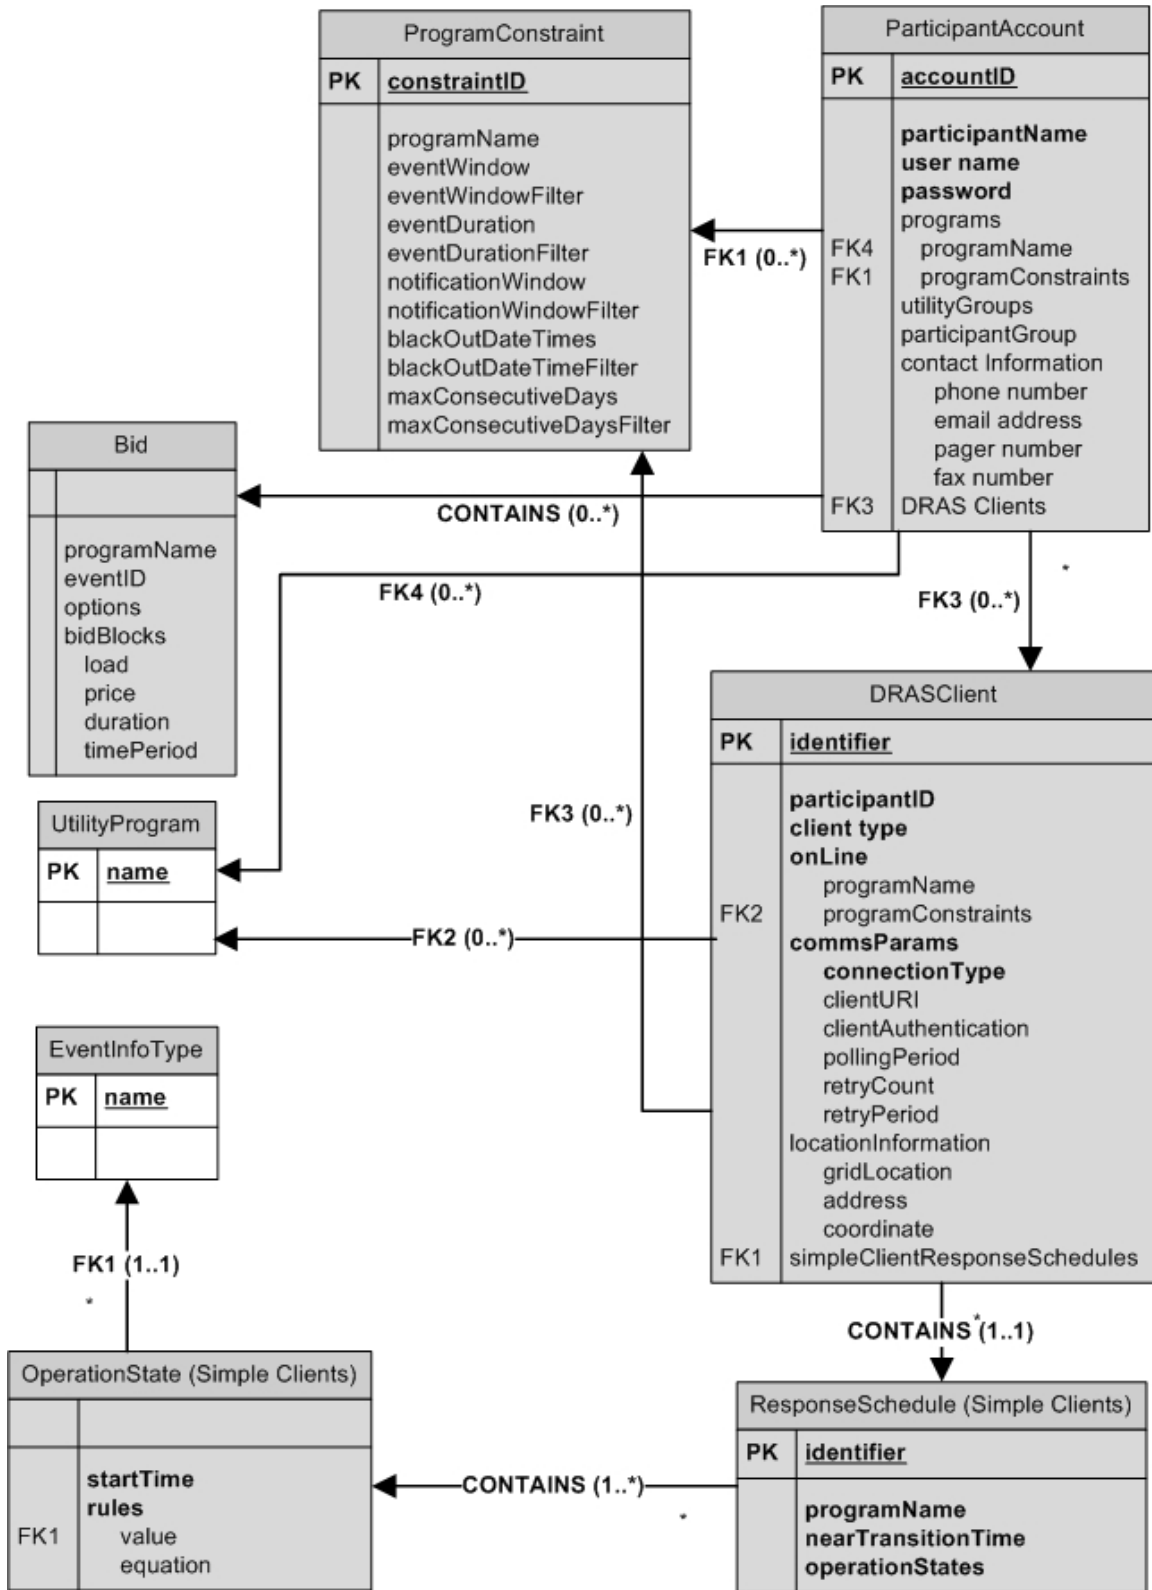 ProgramConstraint
PK constraintID
programName
eventWindow
eventWindowFilter
eventDuration
eventDurationFilter
notificationWindow
notificationWindowFilter
blackOutDateTimes
blackOutDateTimeFilter
maxConsecutiveDays
maxConsecutiveDaysFilter
ParticipantAccount
PK accountID
participantName
user name
password
programs
FK4 programName
FK1 programConstraints
utilityGroups
participantGroup
contact Information
phone number
email address
pager number
fax number
FK3 DRAS Clients
FK1 (0..*)
Bid
programName
eventID
options
bidBlocks
load
price
duration
timePeriod
CONTAINS (0..*)
FK4 (0..*)
*
FK3 (0..*)
UtilityProgram
PK name
FK3 (0..*)
FK2 (0..*)
DRASClient
PK identifier
participantID
client type
onLine
programName
FK2 programConstraints
commsParams
connectionType
clientURI
clientAuthentication
pollingPeriod
retryCount
retryPeriod
locationInformation
gridLocation
address
coordinate
FK1 simpleClientResponseSchedules
EventInfoType
PK name
FK1 (1..1)
*
CONTAINS (1..1)
*
OperationState (Simple Clients)
startTime
rules
FK1 value
equation
CONTAINS (1..*)
*
ResponseSchedule (Simple Clients)
PK identifier
programName
nearTransitionTime
operationStates